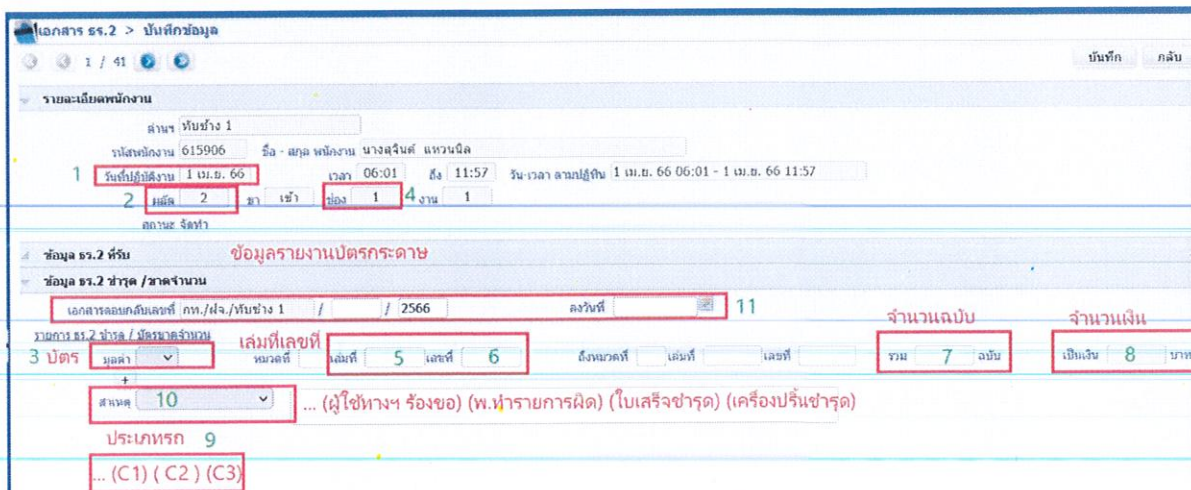 เอกสาร ธร.2 > บันทึกข้อมูล
1 / 41 บันทึก กลับ
รายละเอียดพนักงาน
ด่านฯ ทับช้าง 1
รหัสพนักงาน 615906 ชื่อ - สกุล พนักงาน นางสุจินต์ แหวนนิล
1 วันที่ปฏิบัติงาน 1 เม.ย. 66 เวลา 06:01 ถึง 11:57 วัน-เวลา ตามปฏิทิน 1 เม.ย. 66 06:01 - 1 เม.ย. 66 11:57
2 ผลัด 2 ขา เข้า ช่อง 1 4 งาน 1
สถานะ จัดทำ
ข้อมูล ธร.2 ที่รับ ข้อมูลรายงานบัตรกระดาษ
ข้อมูล ธร.2 ชำรุด /ขาดจำนวน
เอกสารตอบกลับเลขที่ กท./ฝจ./ทับช้าง 1 / / 2566 ลงวันที่ 11
จำนวนฉบับ จำนวนเงิน
รายการ ธร.2 ชำรุด / บัตรขาดจำนวน เล่มที่เลขที่
3 บัตร มูลค่า หมวดที่ เล่มที่ 5 เลขที่ 6 ถึงหมวดที่ เล่มที่ เลขที่ รวม 7 ฉบับ เป็นเงิน 8 บาท
+
สาเหตุ 10 ... (ผู้ใช้ทางฯ ร้องขอ) (พ.ทำรายการผิด) (ใบเสร็จชำรุด) (เครื่องปริ้นชำรุด)
ประเภทรถ 9
... (C1) ( C2 ) (C3)